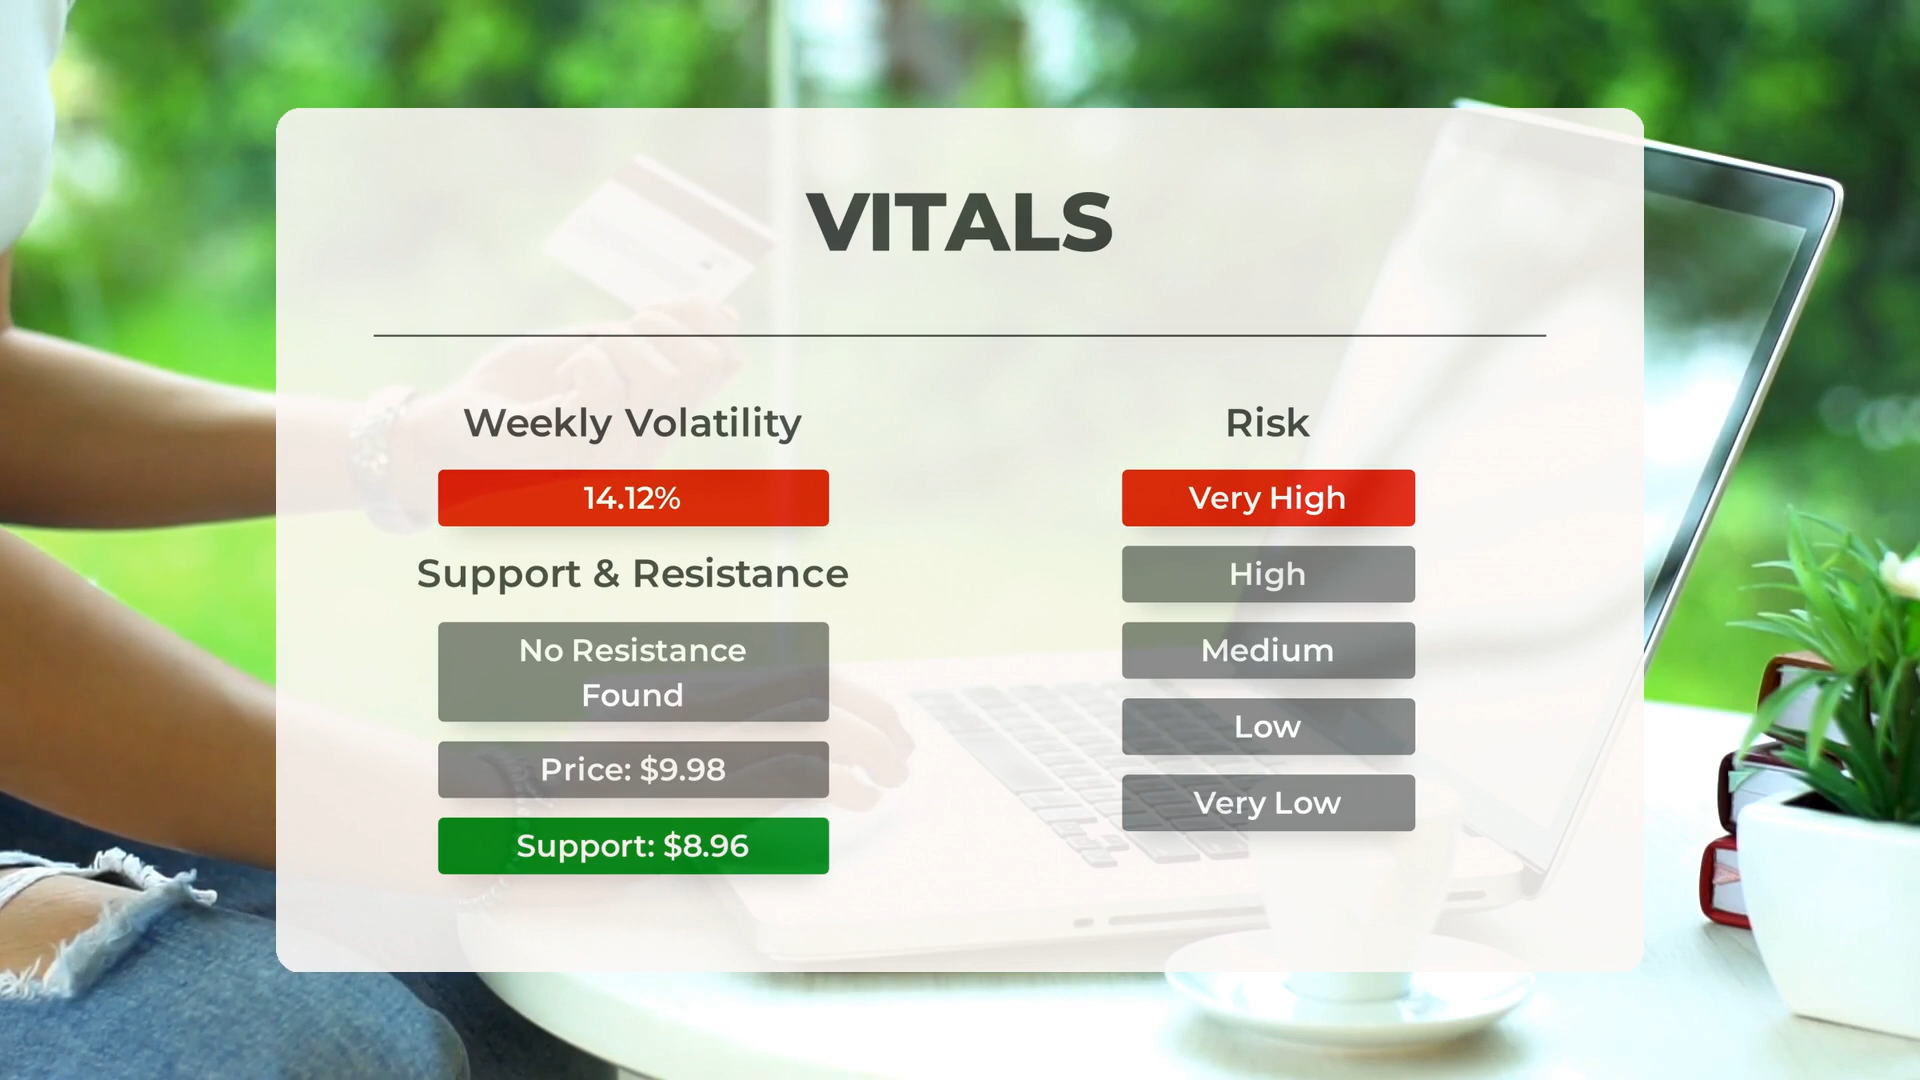 VITALS
Weekly Volatility
14.12%
Support & Resistance
No Resistance
Found
Price: $9.98
Support: $8.96
Risk
Very High
High
Medium
Low
Very Low